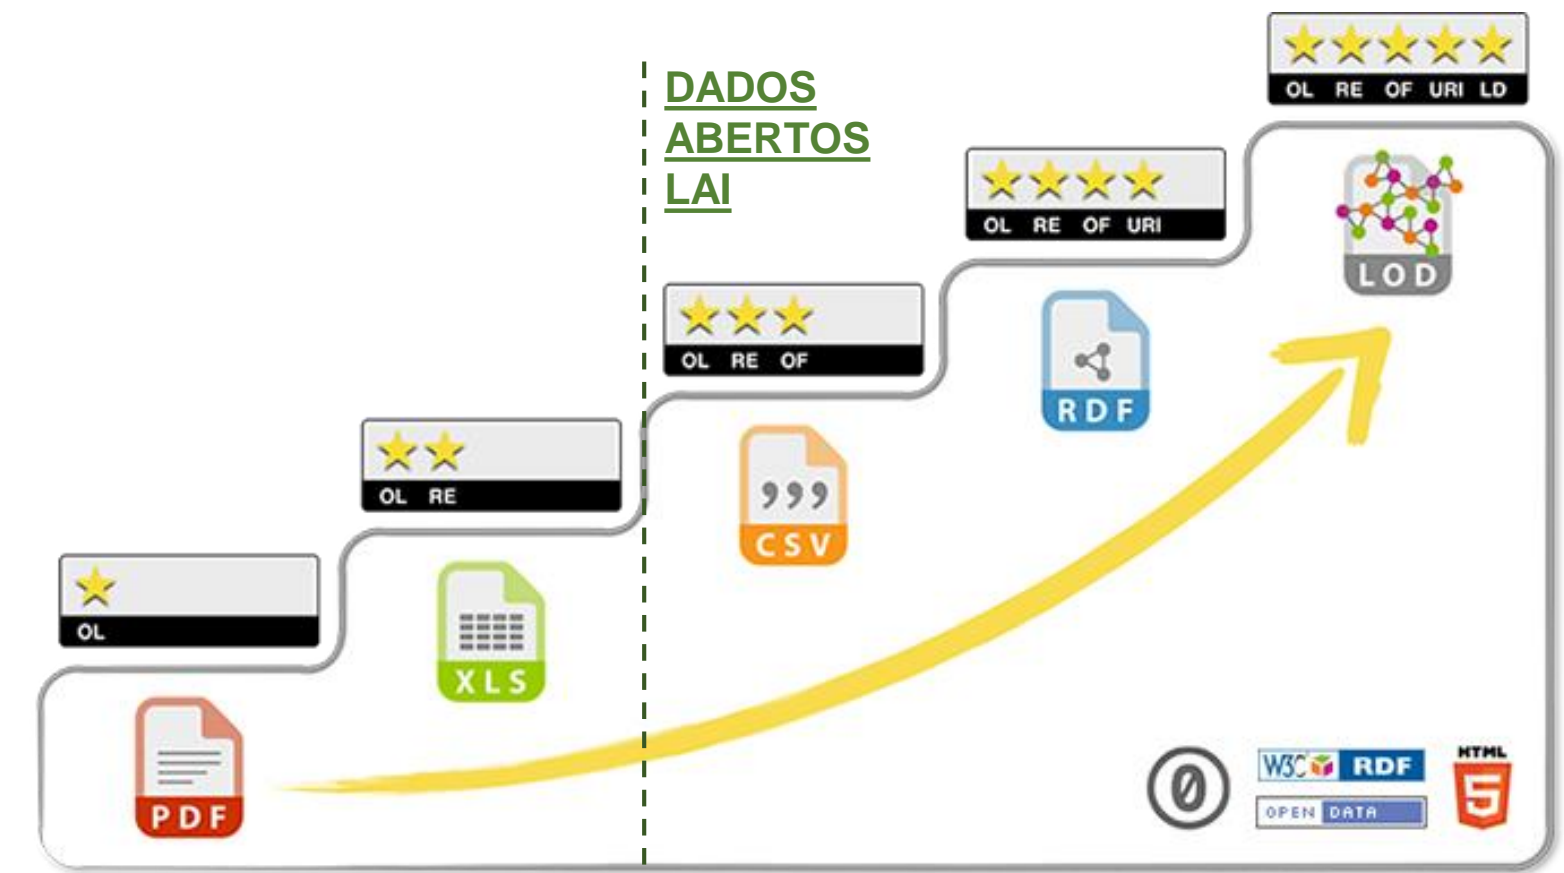 OL RE OF URI LD
DADOS
ABERTOS
LAI
LOD
OL RE OF URI
RDF
OL RE OF
,,,
CSV
OL RE
XLS
OL
PDF
0
W3C RDF
OPEN DATA
HTML
5